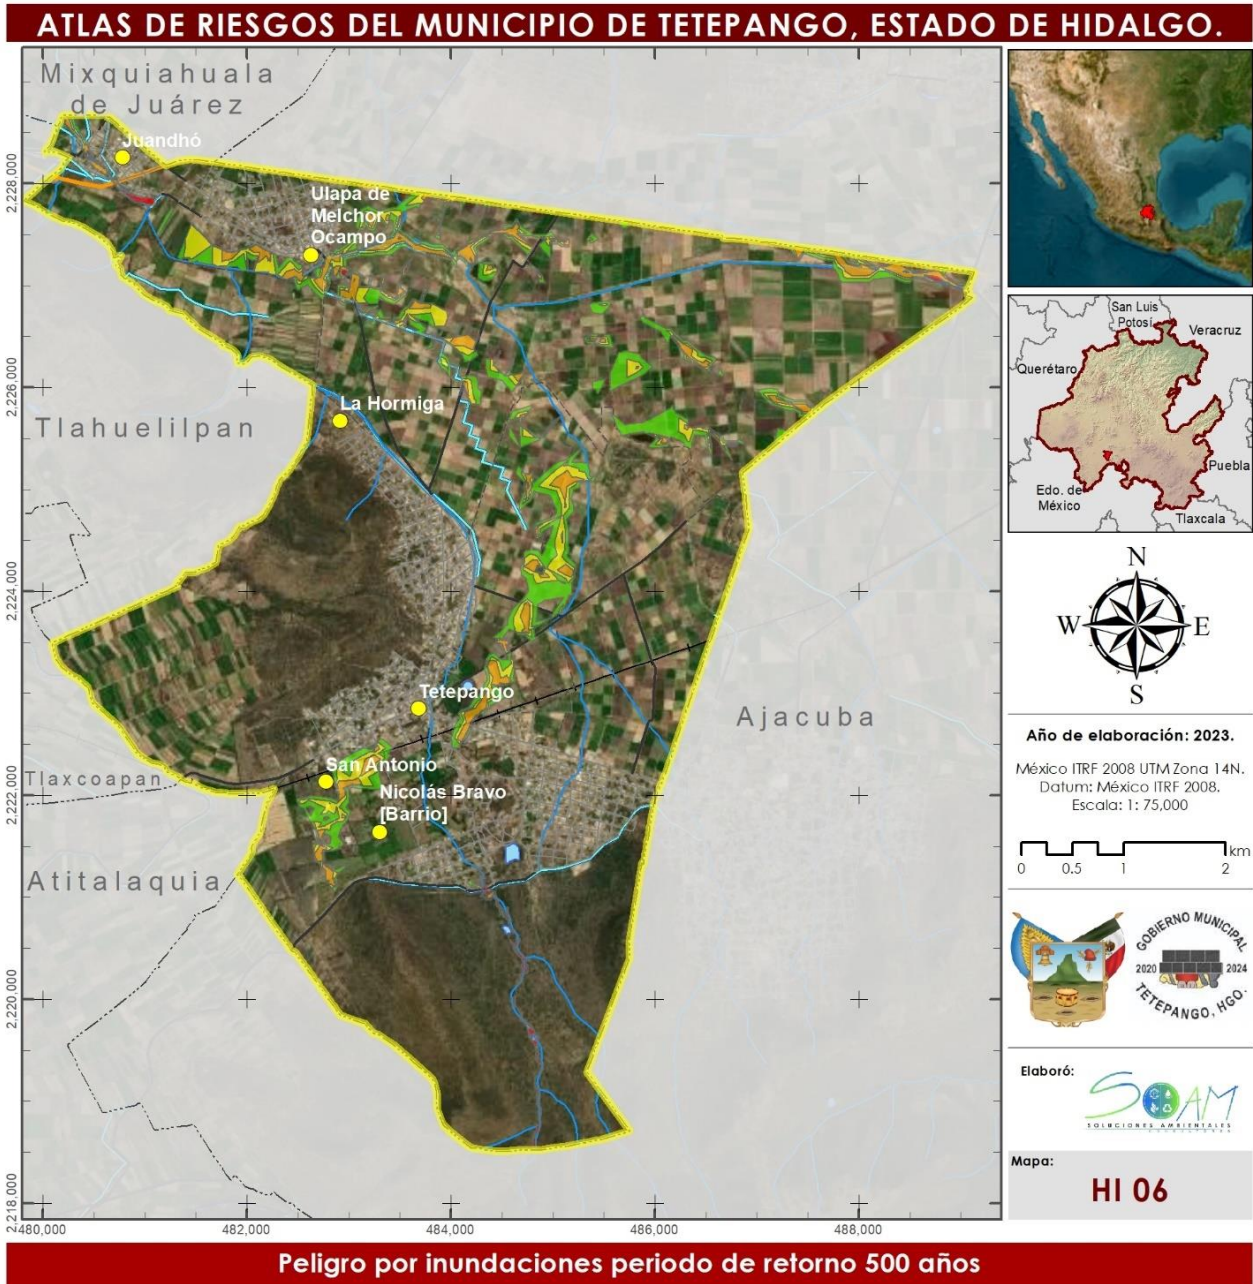 ATLAS DE RIESGOS DEL MUNICIPIO DE TETEPANGO, ESTADO DE HIDALGO.
Mixquiahuala
de Juárez
Juandhó
Ulapa de
Melchor
Ocampo
La Hormiga
Tlahuelilpan
Tetepango
Ajacuba
San Antonio
Tlaxcoapan
Nicolás Bravo
[Barrio]
Atitalaquia
2,228,000
2,226,000
2,224,000
2,222,000
2,220,000
2,218,000
480,000
482,000
484,000
486,000
488,000
San Luis
Potosí
Veracruz
Querétaro
Puebla
Edo. de
México
Tlaxcala
N
W
E
S
Año de elaboración: 2023.
México ITRF 2008 UTM Zona 14N.
Datum: México ITRF 2008.
Escala: 1: 75,000
km
0 0.5 1 2
GOBIERNO MUNICIPAL
2020 2024
TETEPANGO, HGO.
Elaboró:
SOAM
SOLUCIONES AMBIENTALES
Mapa:
HI 06
Peligro por inundaciones periodo de retorno 500 años